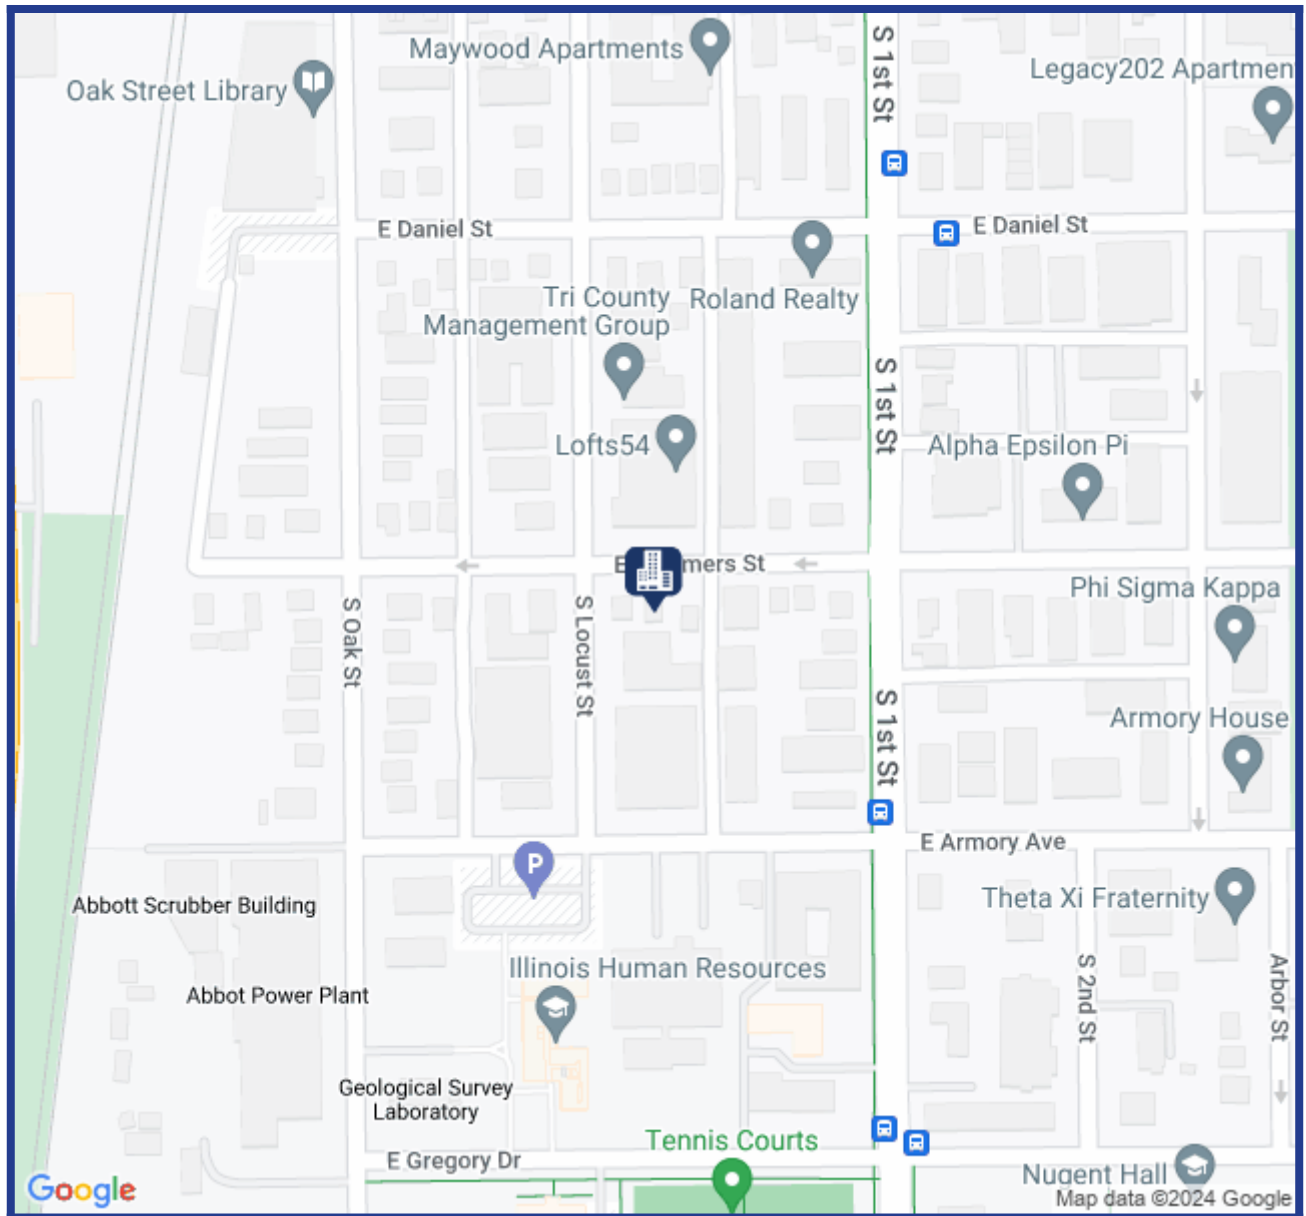 Maywood Apartments
S 1st St
Legacy202 Apartmen
Oak Street Library
E Daniel St
E Daniel St
Tri County
Management Group
Roland Realty
S 1st St
Lofts54
Alpha Epsilon Pi
mers St
Phi Sigma Kappa
S Oak St
S Locust St
S 1st St
Armory House
E Armory Ave
P
Theta Xi Fraternity
Abbott Scrubber Building
Illinois Human Resources
S 2nd St
Arbor St
Abbot Power Plant
Geological Survey
Laboratory
Tennis Courts
E Gregory Dr
Nugent Hall
Google
Map data ©2024 Google